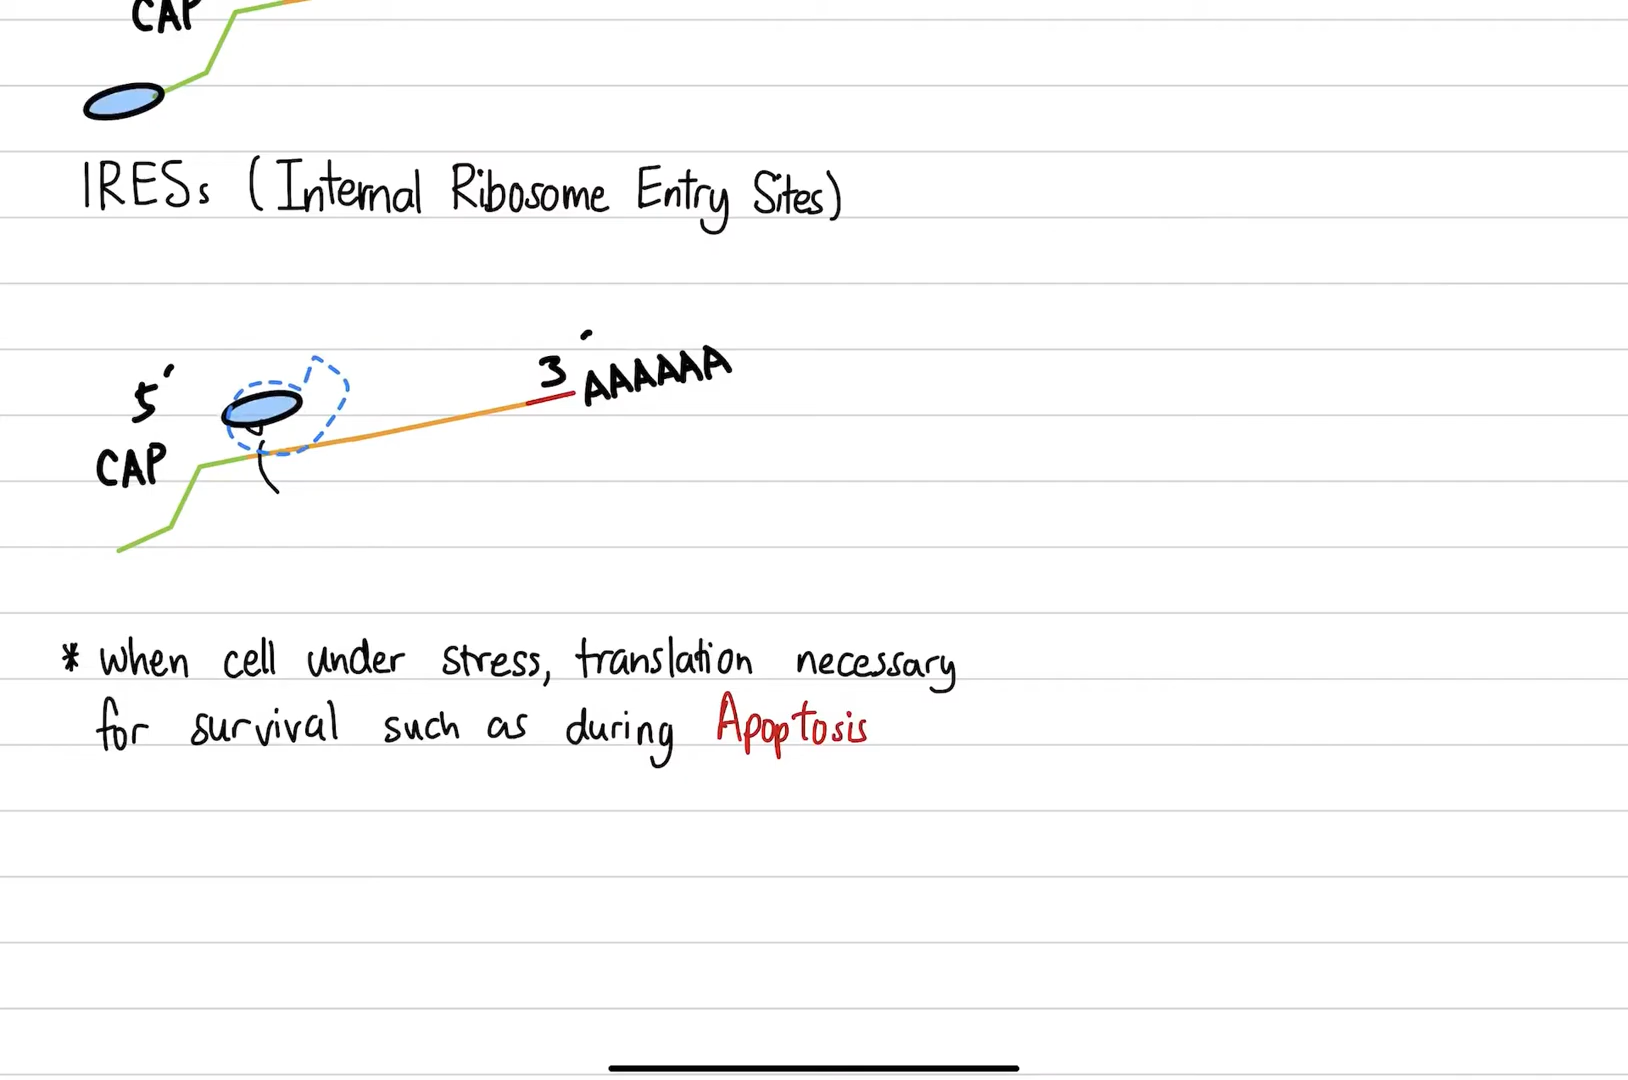 CAP
IRESs (Internal Ribosome Entry Sites)
5' 3' AAAAAA
CAP
* when cell under stress, translation necessary
for survival such as during Apoptosis